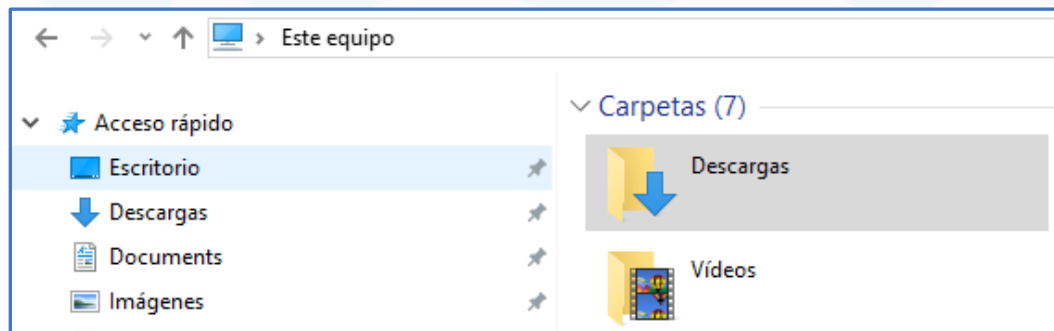 Este equipo
Acceso rápido
Escritorio
Descargas
Documents
Imágenes
Carpetas (7)
Descargas
Vídeos